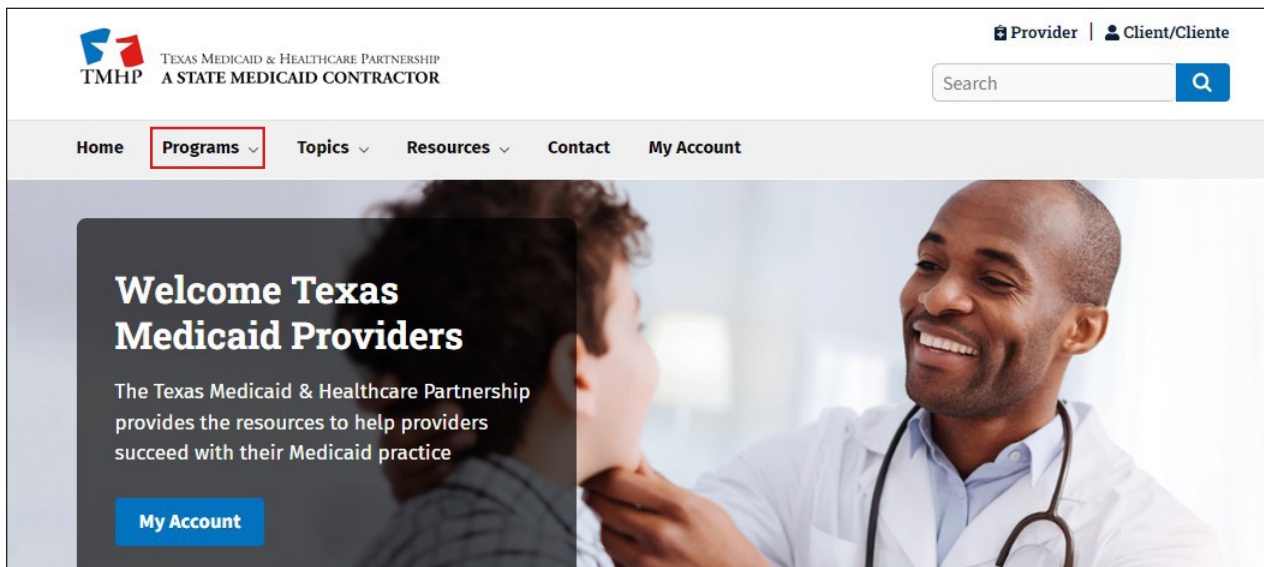 Provider | Client/Cliente
TMHP
TEXAS MEDICAID & HEALTHCARE PARTNERSHIP
A STATE MEDICAID CONTRACTOR
Search
Home Programs Topics Resources Contact My Account
Welcome Texas
Medicaid Providers
The Texas Medicaid & Healthcare Partnership
provides the resources to help providers
succeed with their Medicaid practice
My Account